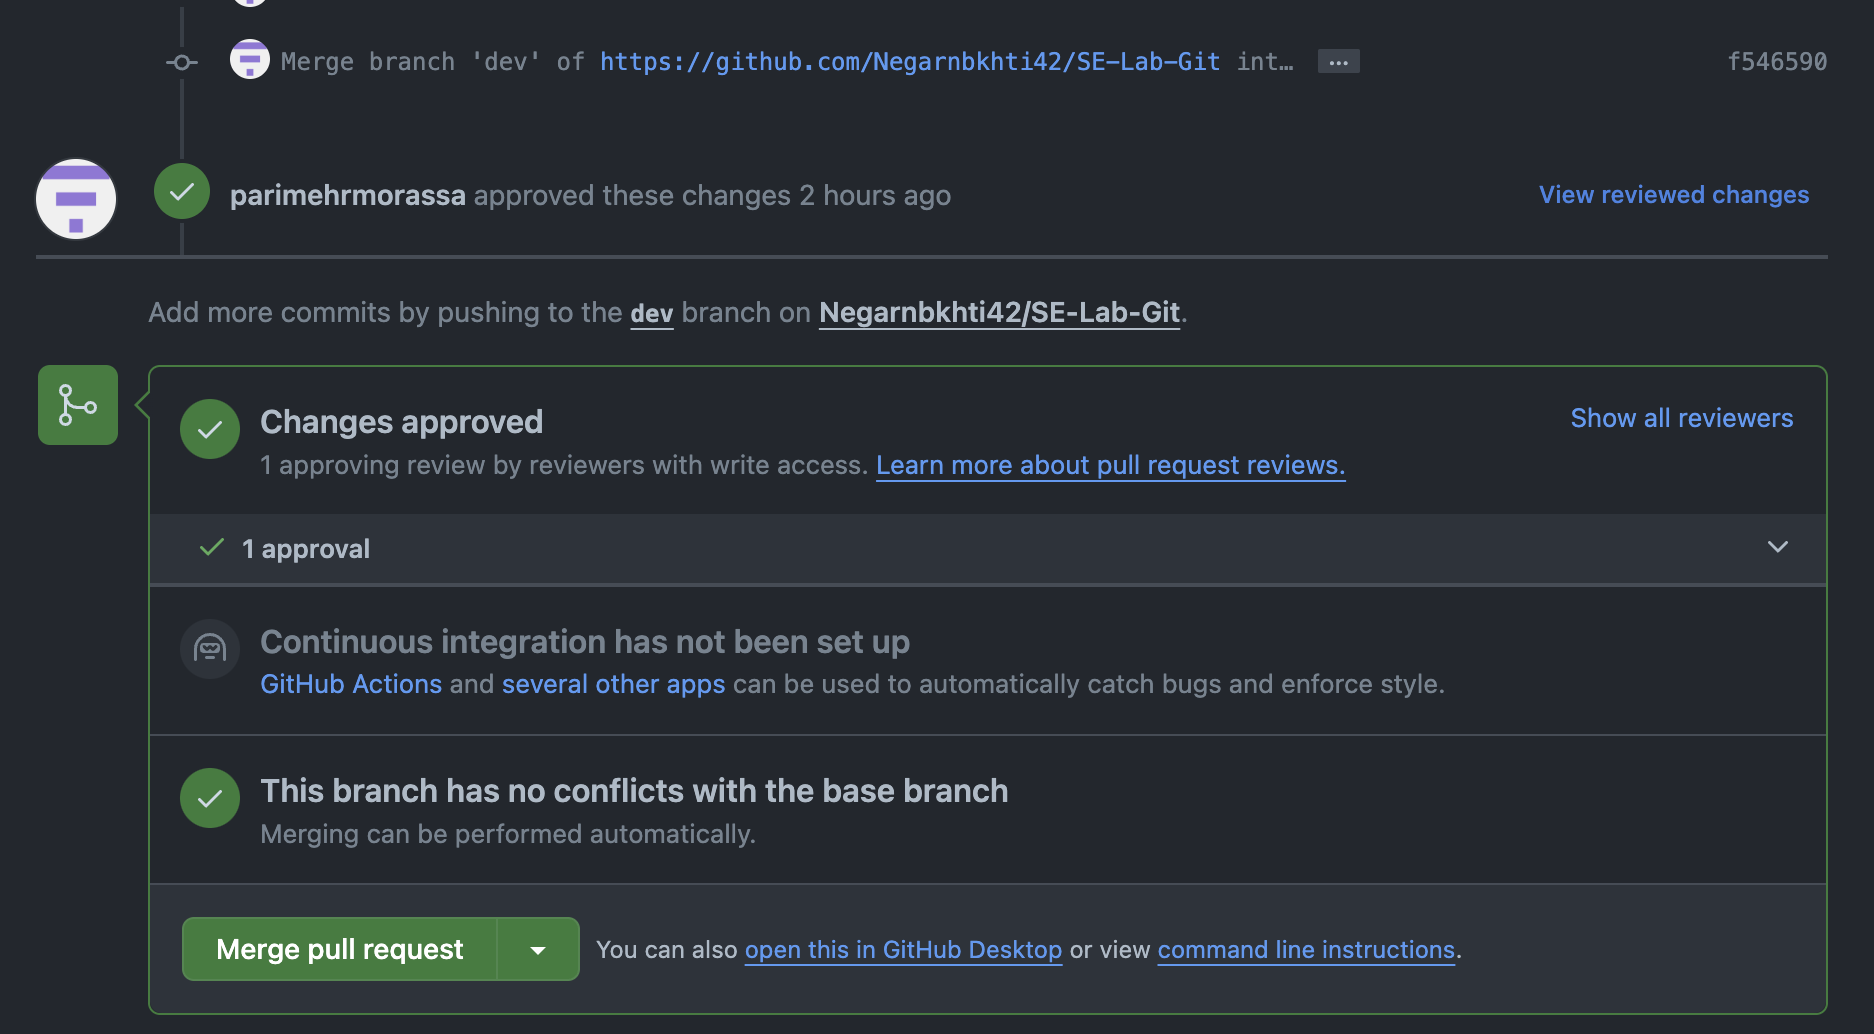 Merge branch 'dev' of https://github.com/Negarnbkhti42/SE-Lab-Git int… … f546590
parimehrmorassa approved these changes 2 hours ago View reviewed changes
Add more commits by pushing to the dev branch on Negarnbkhti42/SE-Lab-Git.
Changes approved Show all reviewers
1 approving review by reviewers with write access. Learn more about pull request reviews.
1 approval
Continuous integration has not been set up
GitHub Actions and several other apps can be used to automatically catch bugs and enforce style.
This branch has no conflicts with the base branch
Merging can be performed automatically.
Merge pull request You can also open this in GitHub Desktop or view command line instructions.